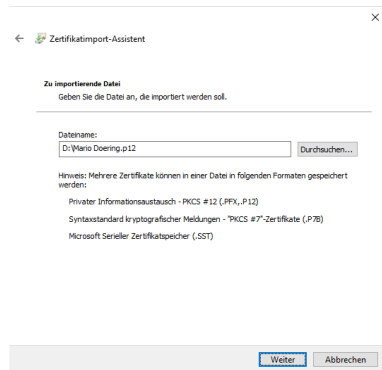 Zertifikatimport-Assistent
Zu importierende Datei
Geben Sie die Datei an, die importiert werden soll.
Dateiname:
D:\Mario Doering.p12
Durchsuchen...
Hinweis: Mehrere Zertifikate können in einer Datei in folgenden Formaten gespeichert
werden:
Privater Informationsaustausch - PKCS #12 (.PFX,.P12)
Syntaxstandard kryptografischer Meldungen - "PKCS #7"-Zertifikate (.P7B)
Microsoft Serieller Zertifikatspeicher (.SST)
Weiter
Abbrechen